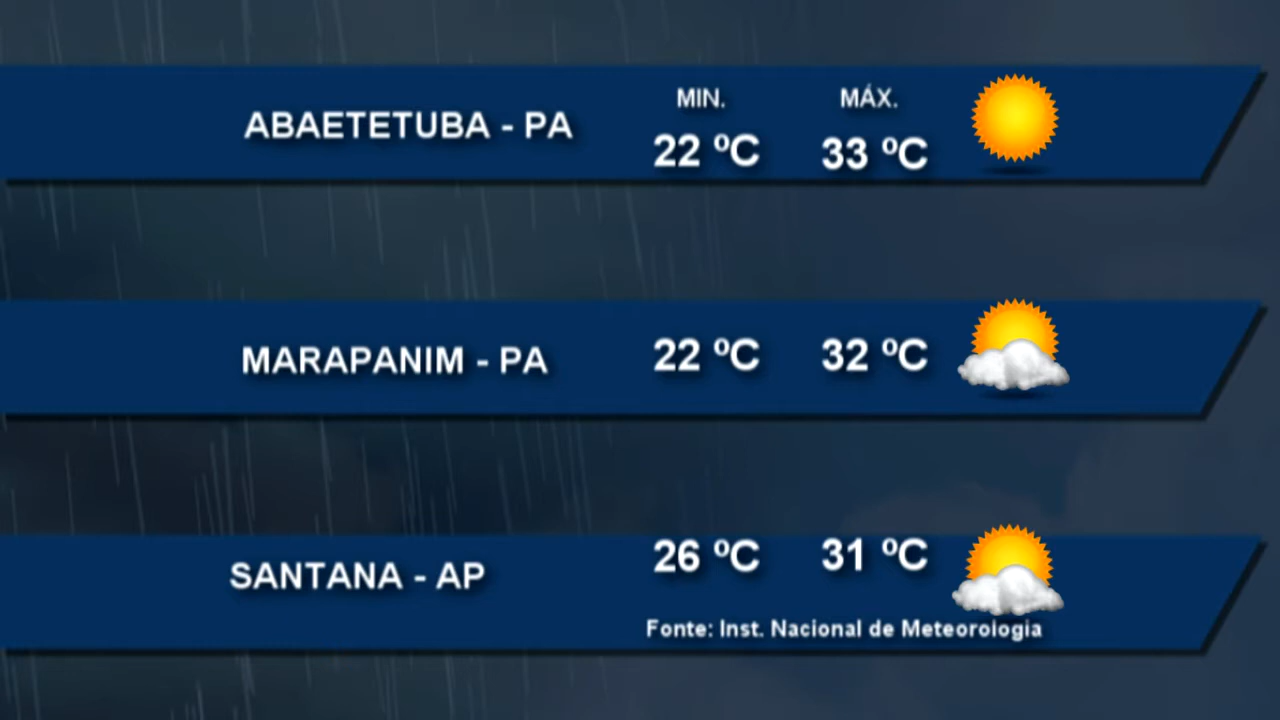 MIN. MÁX.
ABAETETUBA - PA 22 ºC 33 ºC
MARAPANIM - PA 22 ºC 32 ºC
SANTANA - AP 26 ºC 31 ºC
Fonte: Inst. Nacional de Meteorologia